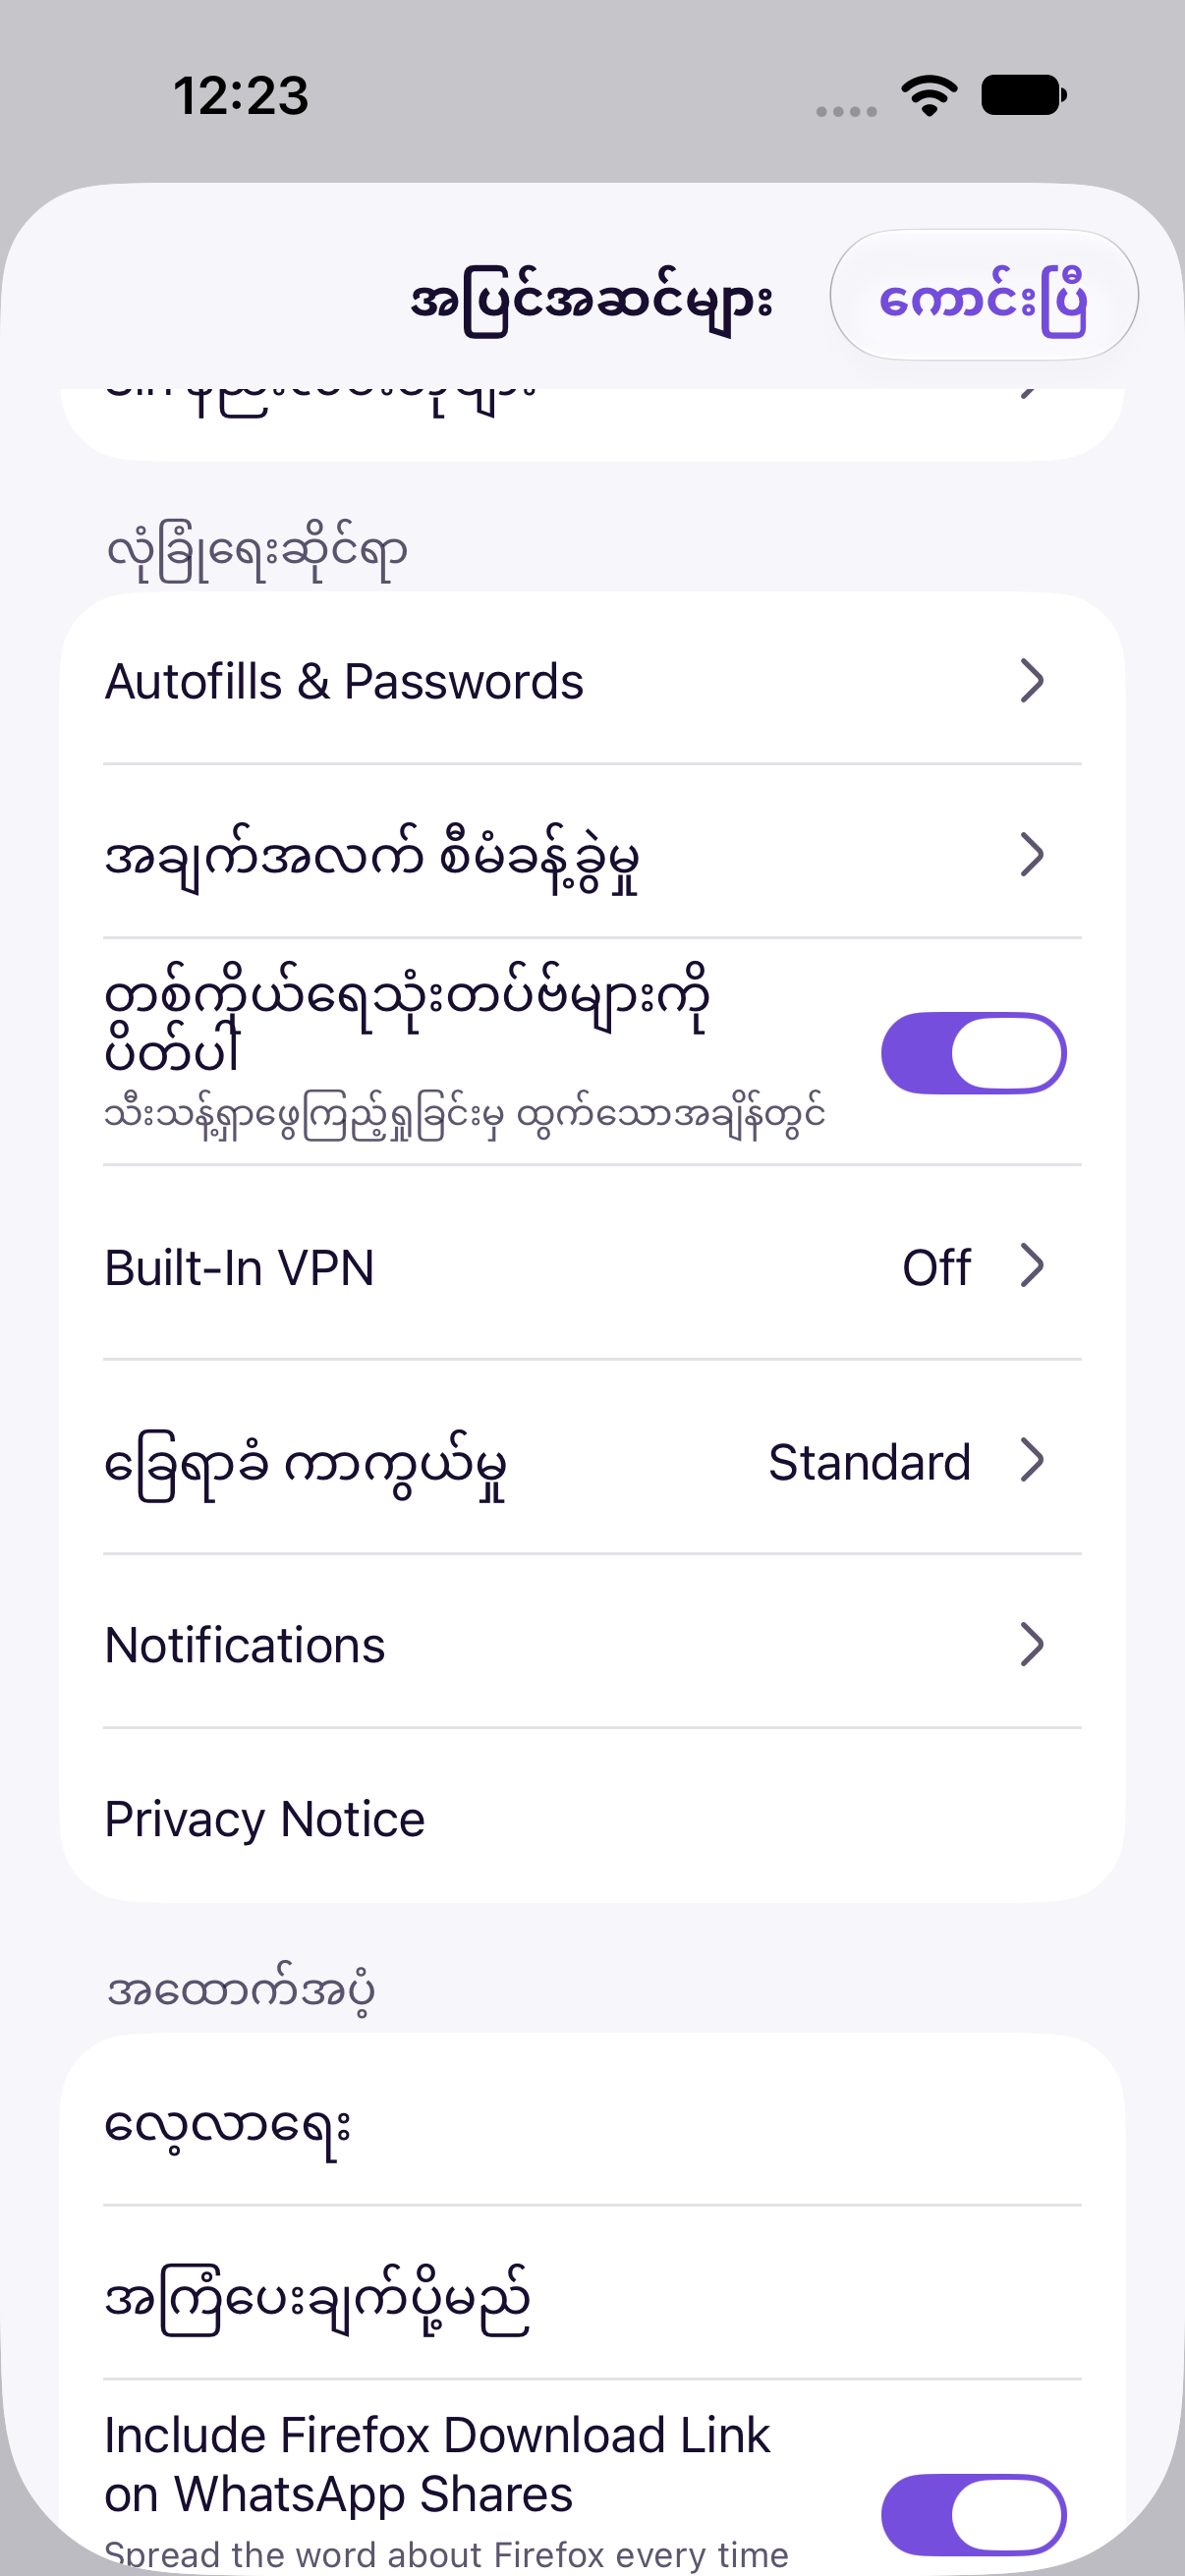 12:23
အပြင်အဆင်များ
ကောင်းပြီ
လုံခြုံရေးဆိုင်ရာ
Autofills & Passwords
အချက်အလက် စီမံခန့်ခွဲမှု
တစ်ကိုယ်ရေသုံးတပ်ဗ်များကို
ပိတ်ပါ
သီးသန့်ရှာဖွေကြည့်ရှုခြင်းမှ ထွက်သောအချိန်တွင်
Built-In VPN Off
ခြေရာခံ ကာကွယ်မှု Standard
Notifications
Privacy Notice
အထောက်အပံ့
လေ့လာရေး
အကြံပေးချက်ပို့မည်
Include Firefox Download Link
on WhatsApp Shares
Spread the word about Firefox every time